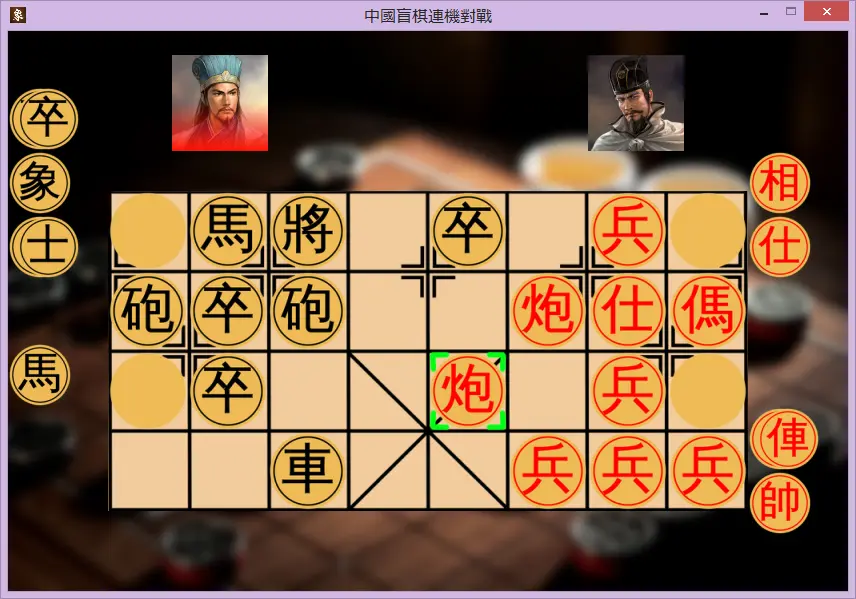 象
中國盲棋連機對戰
卒
象
士
馬
馬 將 卒 兵
砲 卒 砲 炮 仕 傌
卒 炮 兵
車 兵 兵 兵
相
仕
俥
帥